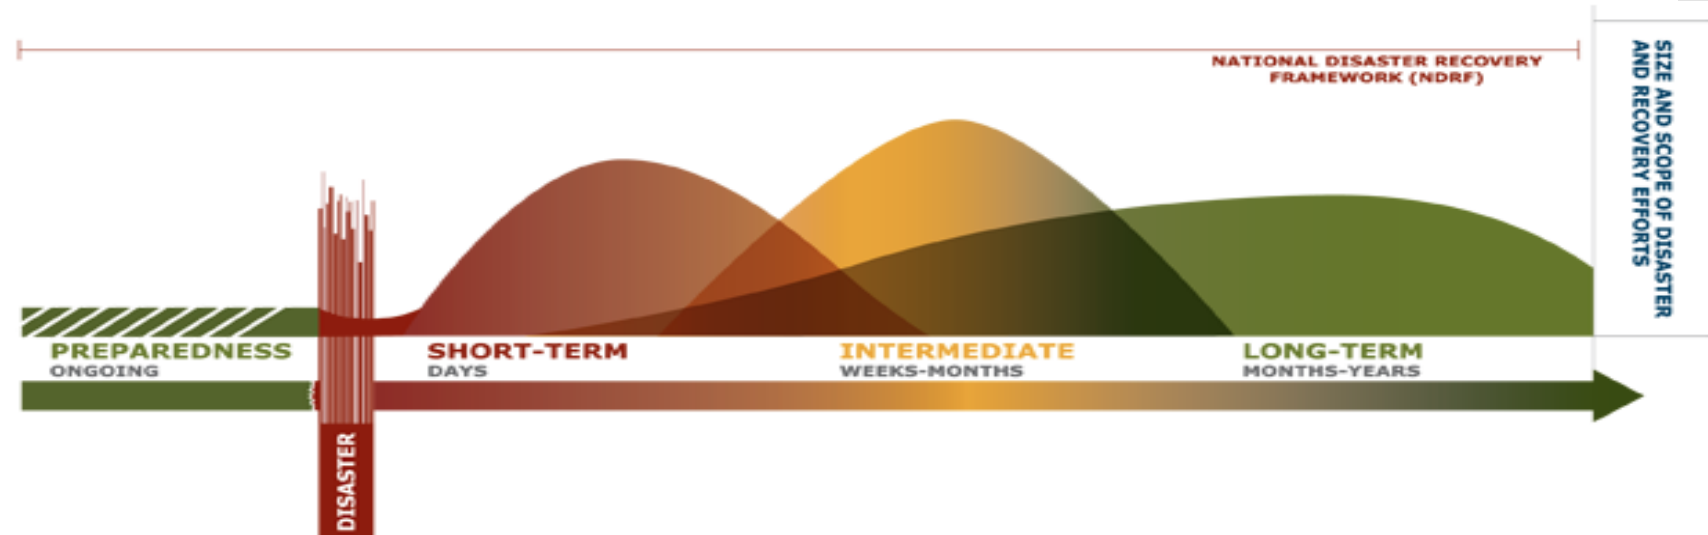 NATIONAL DISASTER RECOVERY
FRAMEWORK (NDRF)
SIZE AND SCOPE OF DISASTER
AND RECOVERY EFFORTS
PREPAREDNESS
ONGOING
SHORT-TERM
DAYS
INTERMEDIATE
WEEKS-MONTHS
LONG-TERM
MONTHS-YEARS
DISASTER